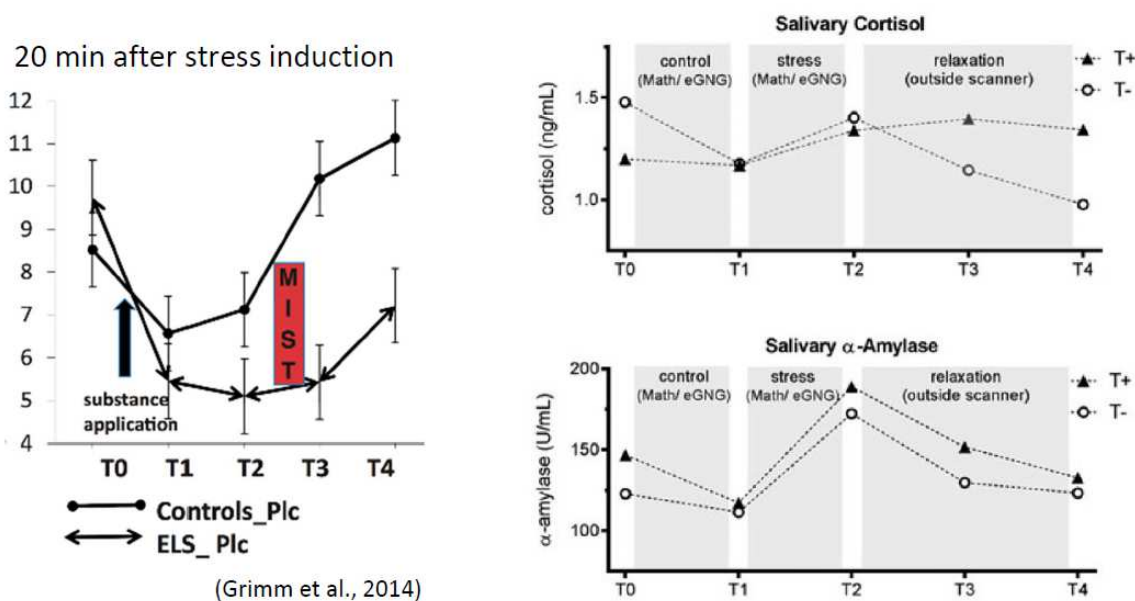 20 min after stress induction
12
11
10
9
8
7
6
5
4
M
I
S
T
substance
application
T0 T1 T2 T3 T4
Controls_Plc
ELS_ Plc
(Grimm et al., 2014)
Salivary Cortisol
control
(Math/ eGNG)
stress
(Math/ eGNG)
relaxation
(outside scanner)
T+
T-
cortisol (ng/mL)
1.5
1.0
T0 T1 T2 T3 T4
Salivary α-Amylase
control
(Math/ eGNG)
stress
(Math/ eGNG)
relaxation
(outside scanner)
T+
T-
α-amylase (U/mL)
200
150
100
T0 T1 T2 T3 T4